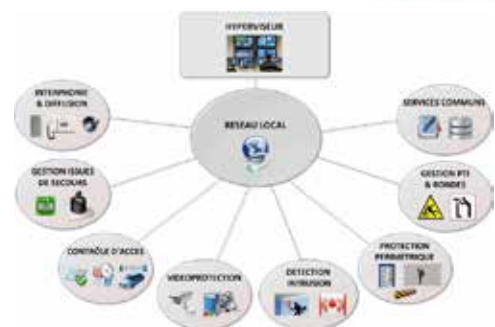 HYPERVISEUR
INTERPHONIE
& DIFFUSION
SERVICES COMMUNS
RESEAU LOCAL
GESTION ISSUES
DE SECOURS
GESTION PTI
& RONDES
CONTRÔLE D'ACCES
VIDEOPROTECTION
DETECTION
INTRUSION
PROTECTION
PERIMETRIQUE